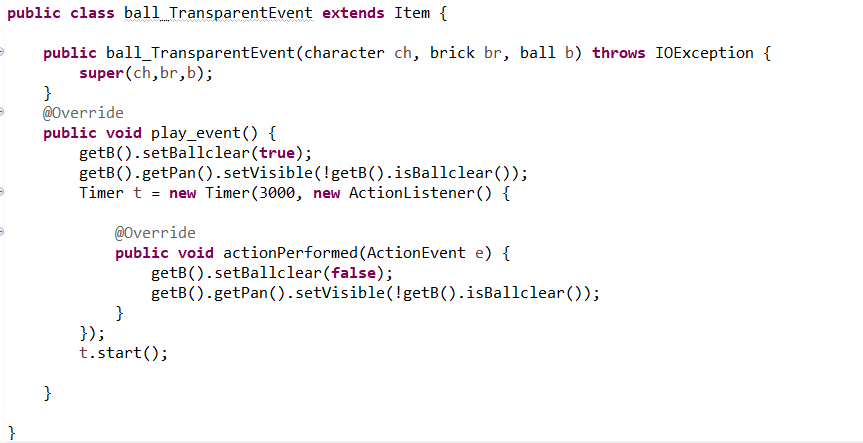 public class ball_TransparentEvent extends Item {
public ball_TransparentEvent(character ch, brick br, ball b) throws IOException {
super(ch,br,b);
}
@Override
public void play_event() {
getB().setBallclear(true);
getB().getPan().setVisible(!getB().isBallclear());
Timer t = new Timer(3000, new ActionListener() {
@Override
public void actionPerformed(ActionEvent e) {
getB().setBallclear(false);
getB().getPan().setVisible(!getB().isBallclear());
}
});
t.start();
}
}